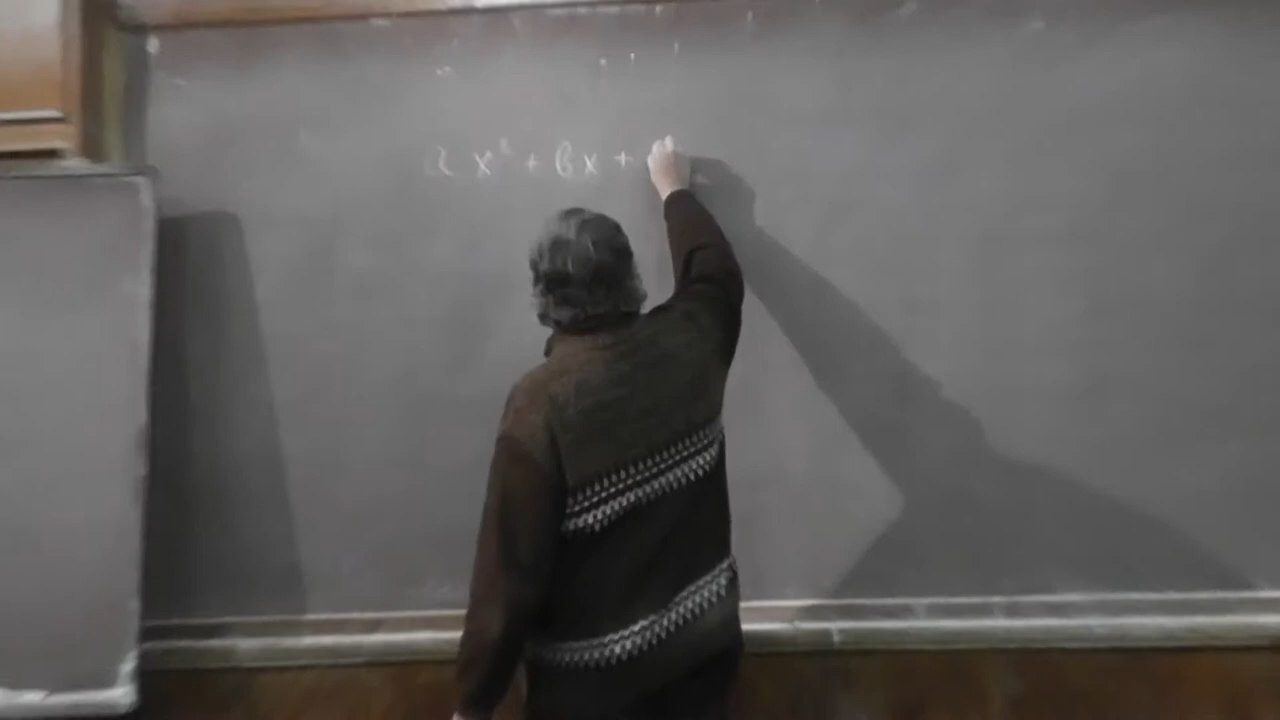 a x² + bx +